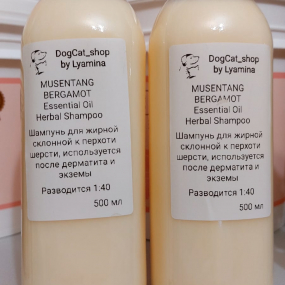 DogCat_shop
by Lyamina
MUSENTANG
BERGAMOT
Essential Oil
Herbal Shampoo
Шампунь для жирной
склонной к перхоти
шерсти, используется
после дерматита и
экземы
Разводится 1:40
500 мл
DogCat_shop
by Lyamina
MUSENTANG
BERGAMOT
Essential Oil
Herbal Shampoo
Шампунь для жирной
склонной к перхоти
шерсти, используется
после дерматита и
экземы
Разводится 1:40
500 мл